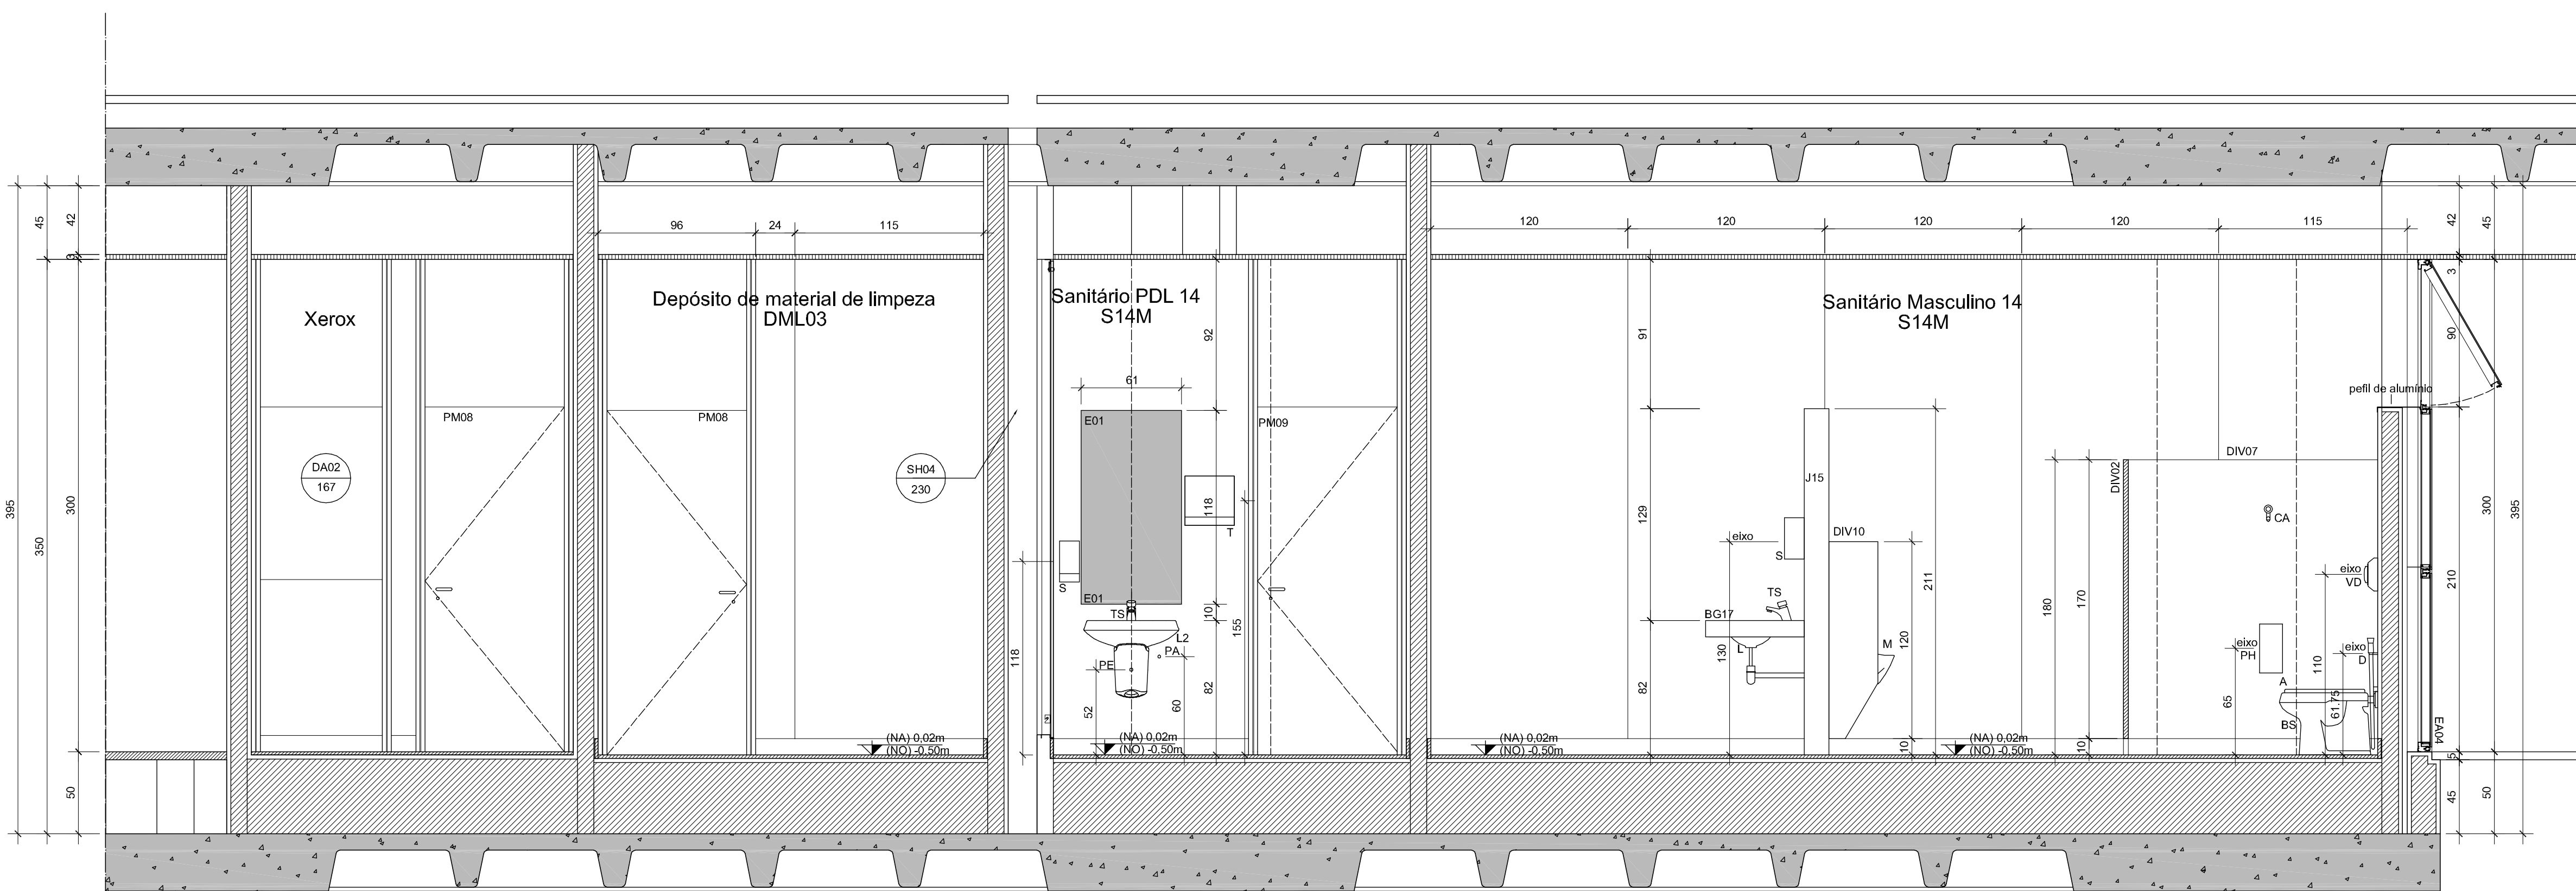 Xerox
DA02
167
PM08
Depósito de material de limpeza
DML03
96
24
115
PM08
SH04
230
(NA) 0,02m
(NO) -0,50m
395
45
350
42
3
300
50
Sanitário PDL 14
S14M
61
E01
E01
92
118
10
82
T
S
TS
L2
PA
PE
52
60
155
118
(NA) 0,02m
(NO) -0,50m
PM09
120
120
120
120
115
Sanitário Masculino 14
S14M
91
129
82
(NA) 0,02m
(NO) -0,50m
eixo
130
S
TS
BG17
L
J15
DIV10
M
120
10
211
(NA) 0,02m
(NO) -0,50m
180
170
10
DIV02
DIV07
CA
eixo
VD
eixo
PH
65
110
eixo
D
61.75
A
BS
pefil de alumínio
EA04
42
3
90
210
5
45
45
300
50
395